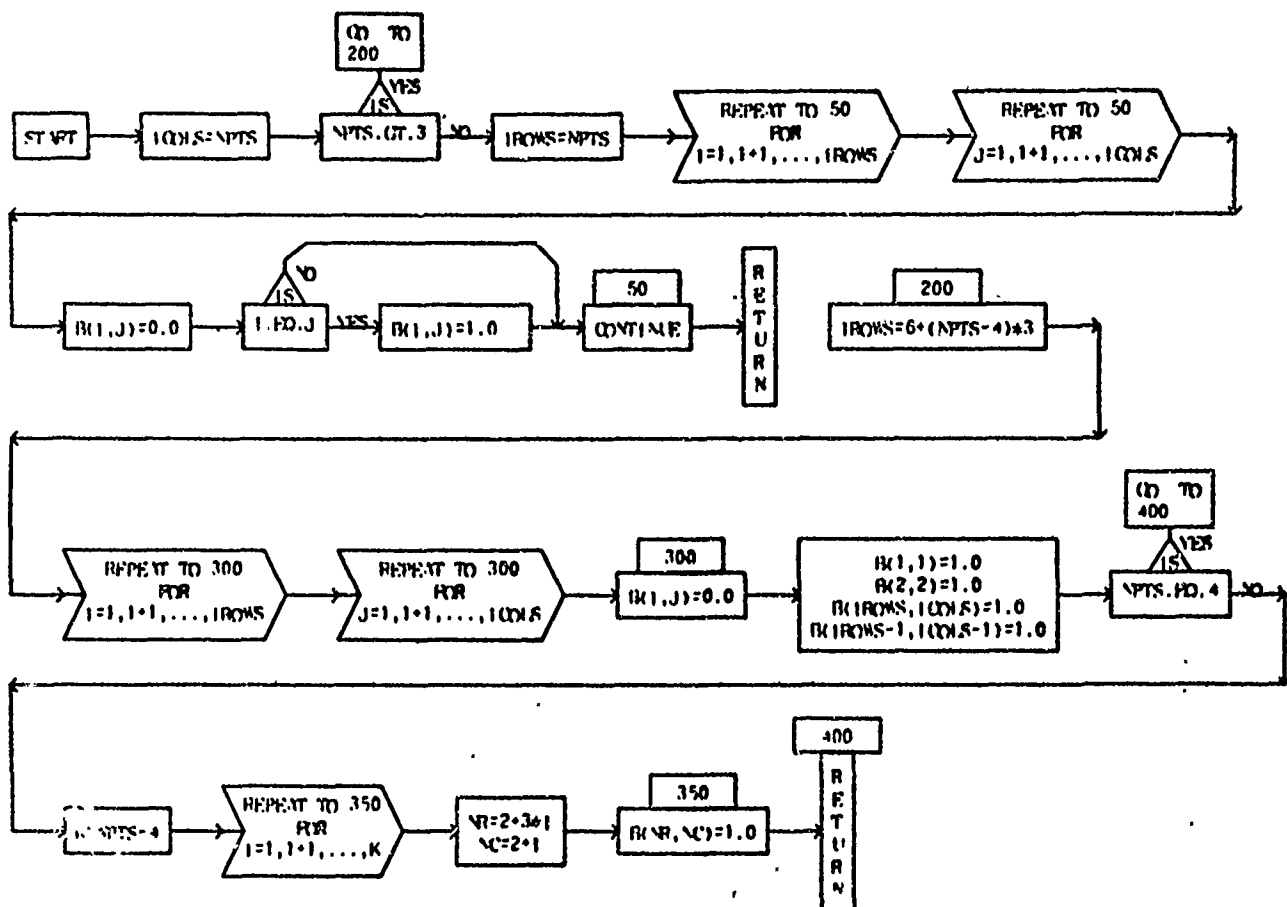 GO TO
200
YES
IS
START
ICOLS=NPTS
NPTS.GT.3
NO
IROWS=NPTS
REPEAT TO 50
FOR
I=1,1+1,...,IROWS
REPEAT TO 50
FOR
J=1,1+1,...,ICOLS
B(I,J)=0.0
NO
IS
I.EQ.J
YES
B(I,J)=1.0
50
CONTINUE
RETURN
200
IROWS=6+(NPTS-4)*3
REPEAT TO 300
FOR
I=1,1+1,...,IROWS
REPEAT TO 300
FOR
J=1,1+1,...,ICOLS
300
B(I,J)=0.0
B(1,1)=1.0
B(2,2)=1.0
B(IROWS,ICOLS)=1.0
B(IROWS-1,ICOLS-1)=1.0
GO TO
400
YES
IS
NPTS.EQ.4
NO
NPTS-4
REPEAT TO 350
FOR
I=1,1+1,...,K
NR=2+3*I
NC=2+I
350
B(NR,NC)=1.0
400
RETURN